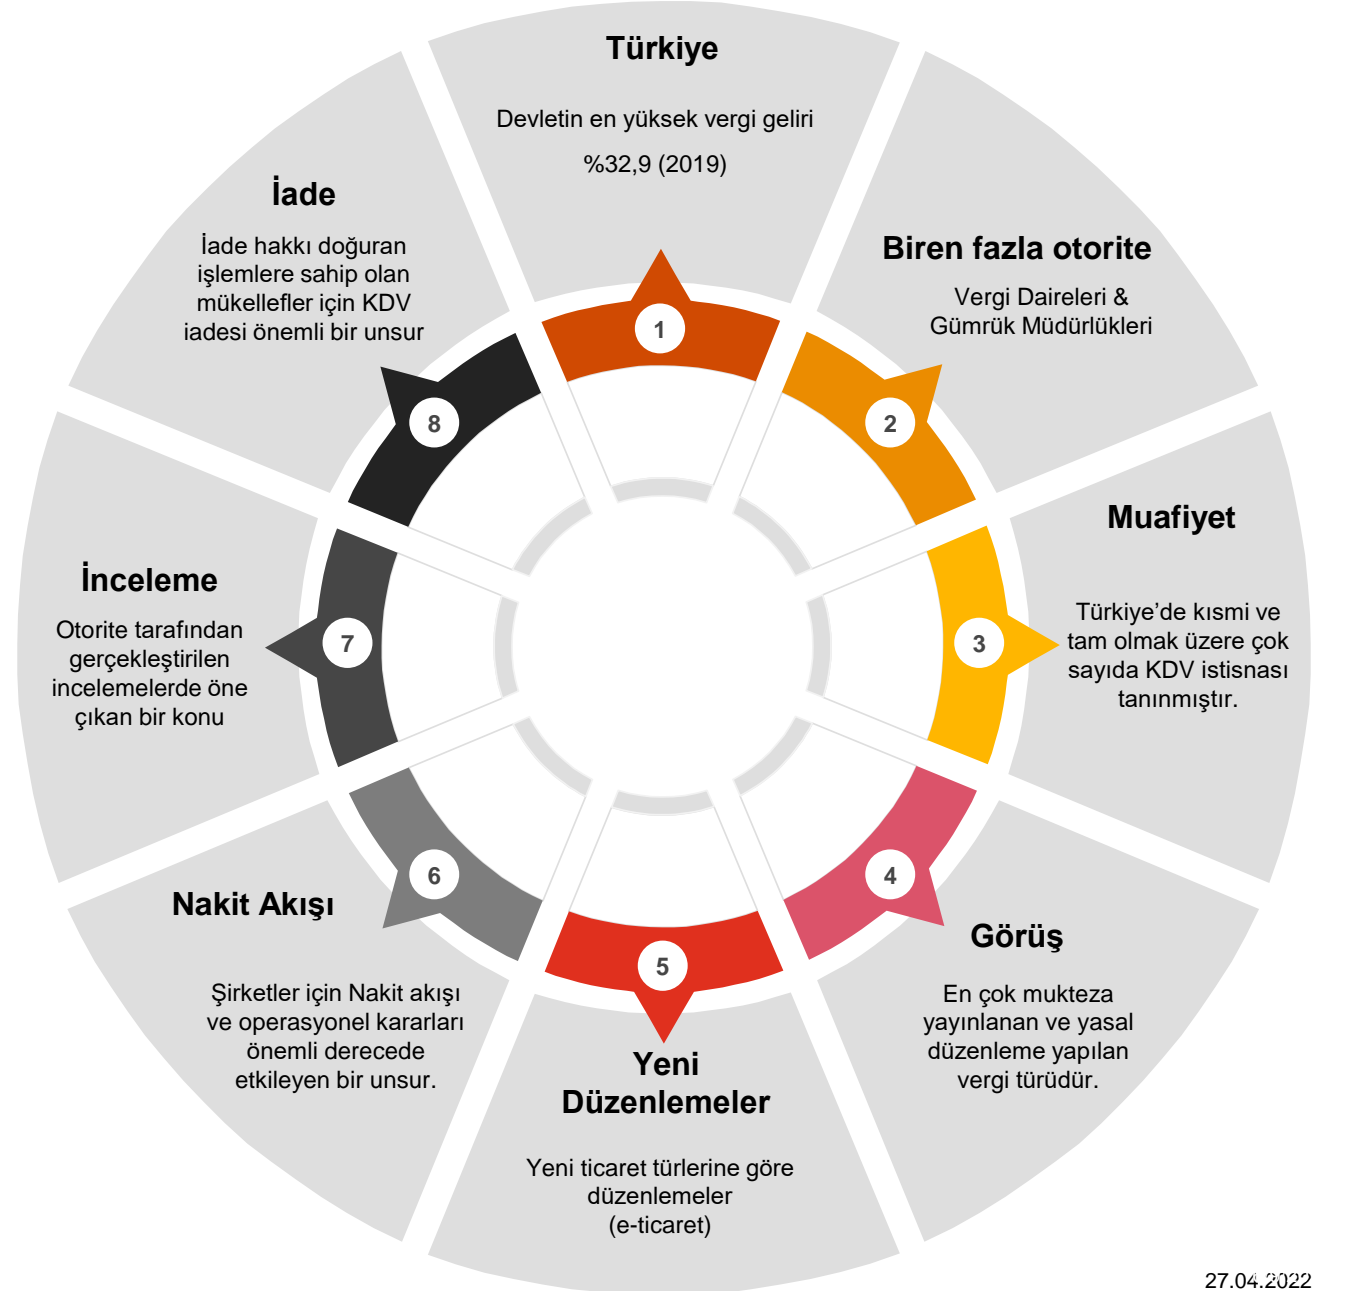 Türkiye
Devletin en yüksek vergi geliri
%32,9 (2019)
1
Biren fazla otorite
Vergi Daireleri &
Gümrük Müdürlükleri
2
Muafiyet
Türkiye’de kısmi ve
tam olmak üzere çok
sayıda KDV istisnası
tanınmıştır.
3
Görüş
En çok mukteza
yayınlanan ve yasal
düzenleme yapılan
vergi türüdür.
4
5
Yeni
Düzenlemeler
Yeni ticaret türlerine göre
düzenlemeler
(e-ticaret)
6
Nakit Akışı
Şirketler için Nakit akışı
ve operasyonel kararları
önemli derecede
etkileyen bir unsur.
7
İnceleme
Otorite tarafından
gerçekleştirilen
incelemelerde öne
çıkan bir konu
8
İade
İade hakkı doğuran
işlemlere sahip olan
mükellefler için KDV
iadesi önemli bir unsur
27.04.2022